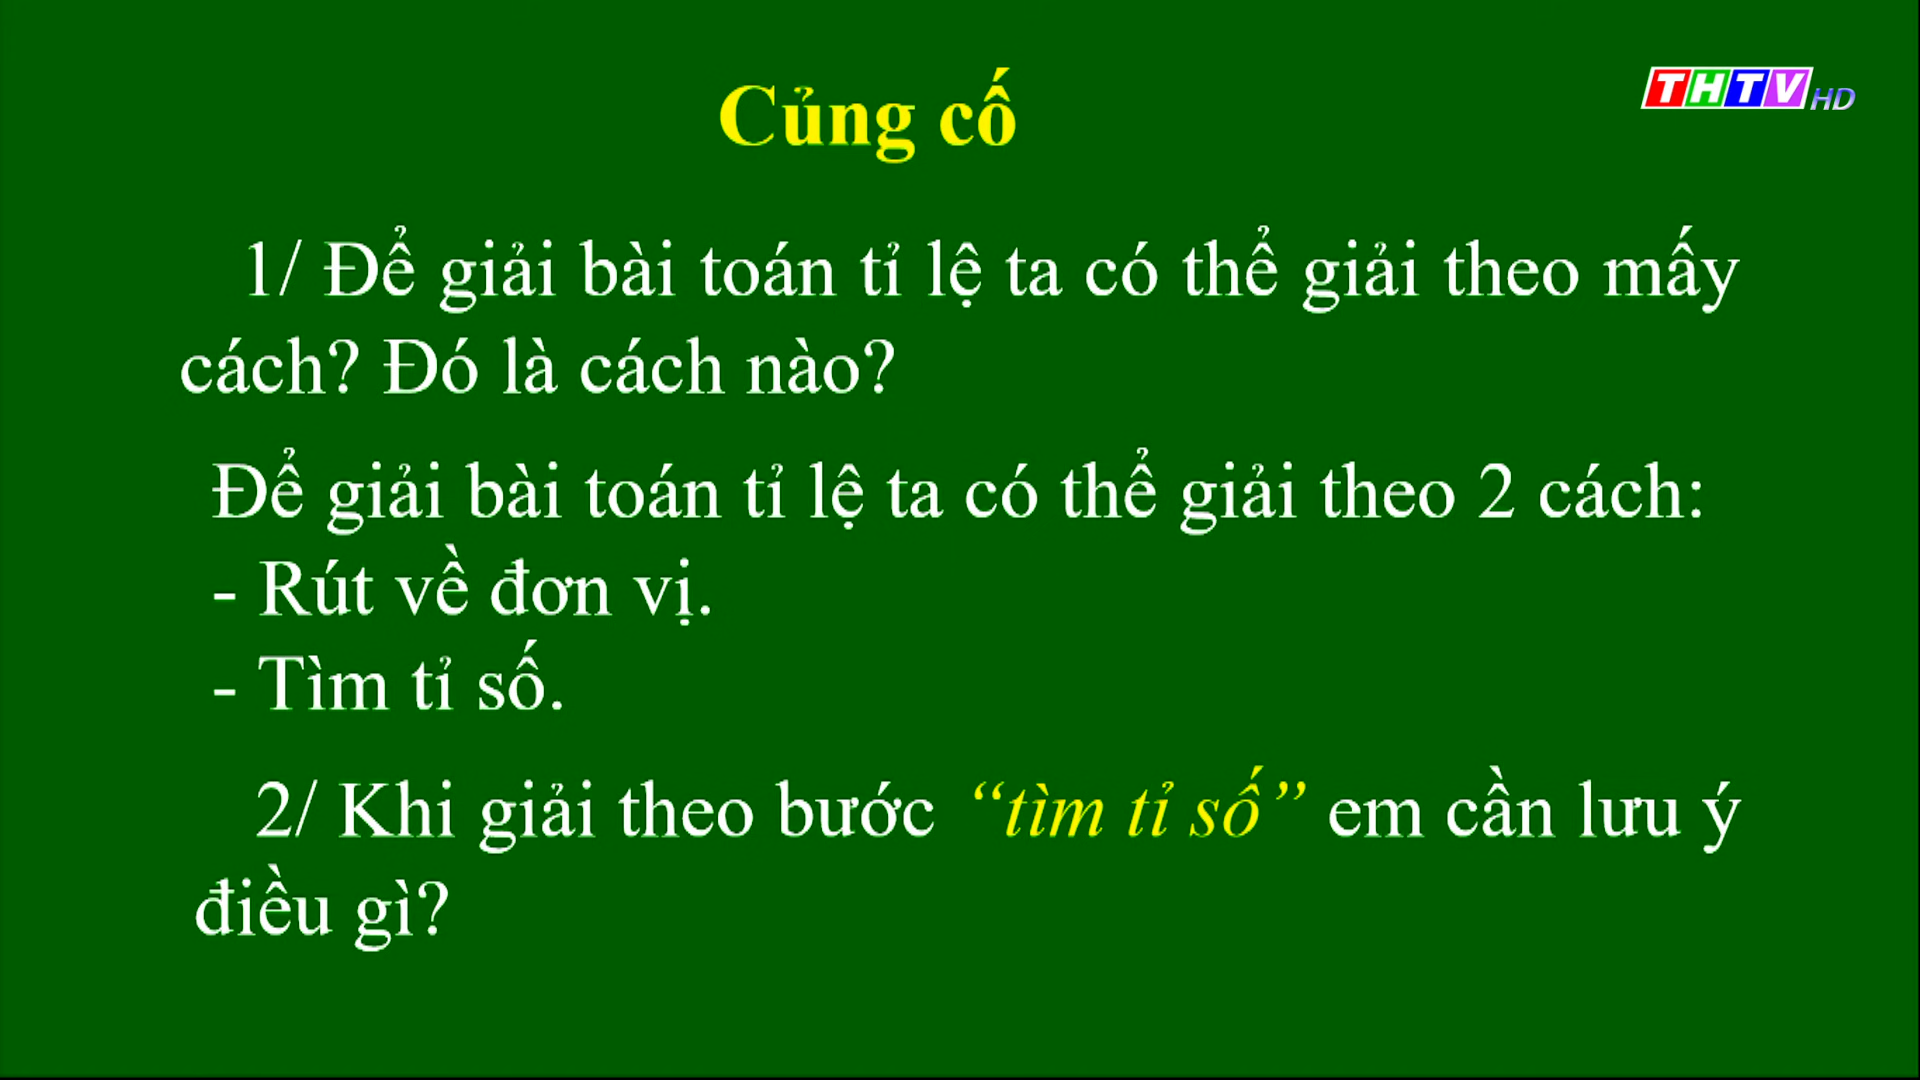 Củng cố
THTV HD
1/ Để giải bài toán tỉ lệ ta có thể giải theo mấy
cách? Đó là cách nào?
Để giải bài toán tỉ lệ ta có thể giải theo 2 cách:
- Rút về đơn vị.
- Tìm tỉ số.
2/ Khi giải theo bước “tìm tỉ số” em cần lưu ý
điều gì?